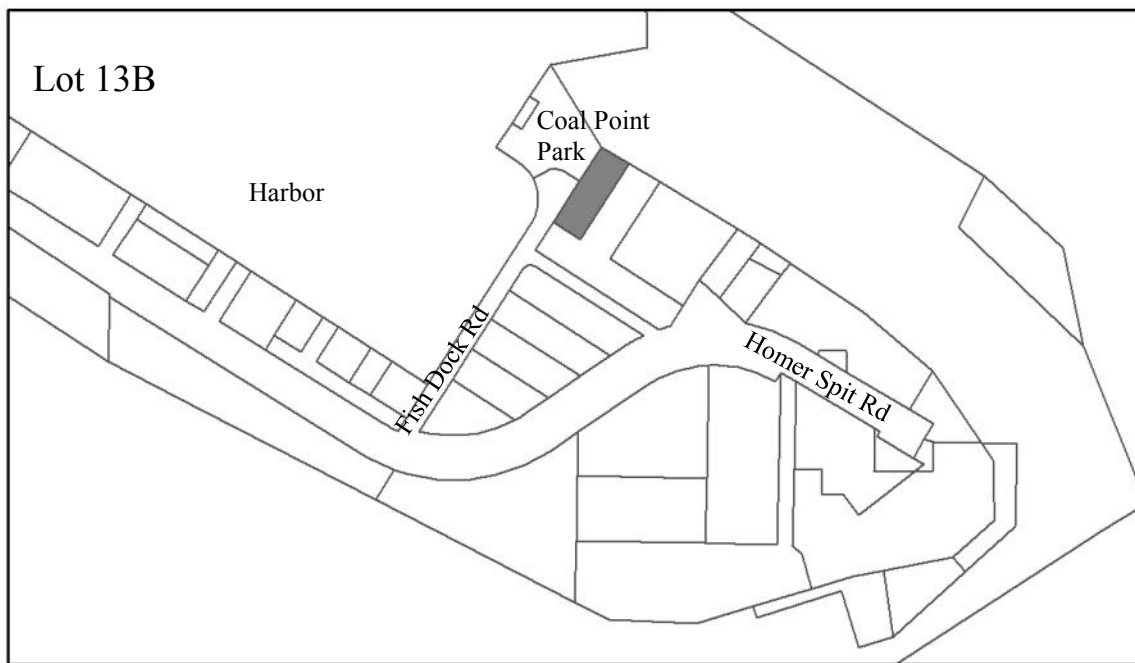 Lot 13B
Coal Point
Park
Harbor
Fish Dock Rd
Homer Spit Rd